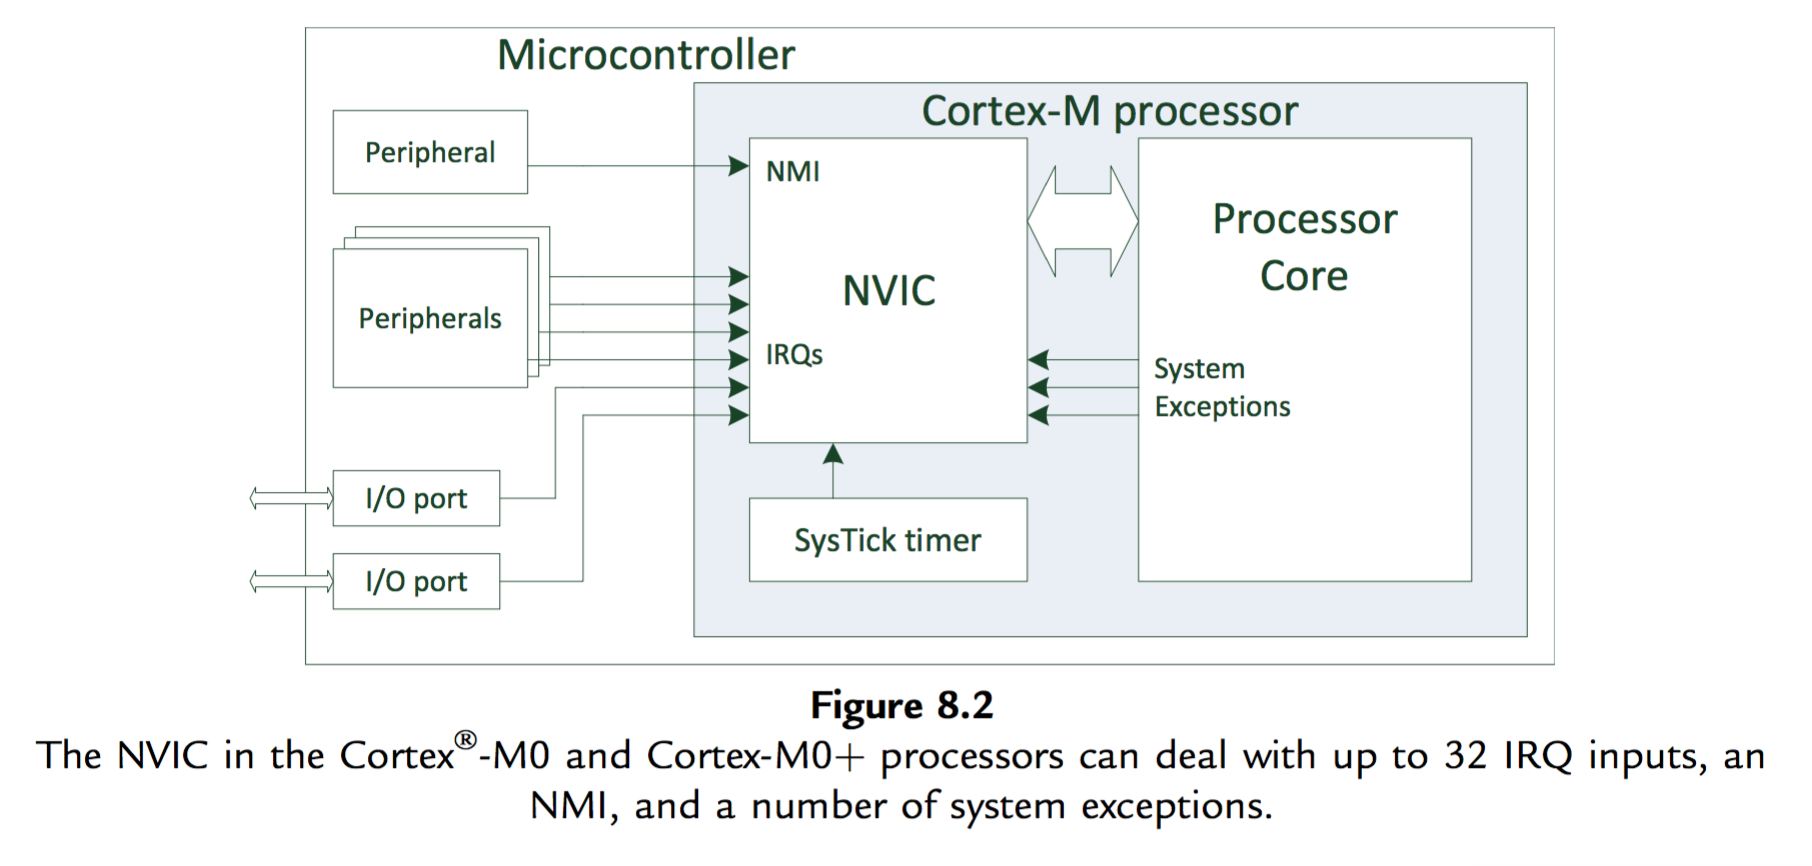 Microcontroller
Cortex-M processor
Peripheral
NMI
Processor
Core
NVIC
Peripherals
IRQs
System
Exceptions
I/O port
SysTick timer
I/O port
Figure 8.2
The NVIC in the Cortex®-M0 and Cortex-M0+ processors can deal with up to 32 IRQ inputs, an
NMI, and a number of system exceptions.